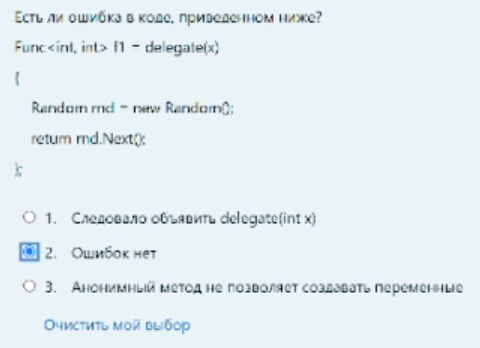 Есть ли ошибка в коде, приведенном ниже?
Func<int, int> f1 = delegate(x)
{
Random rnd = new Random();
return rnd.Next();
};
1. Следовало объявить delegate(int x)
2. Ошибок нет
3. Анонимный метод не позволяет создавать переменные
Очистить мой выбор